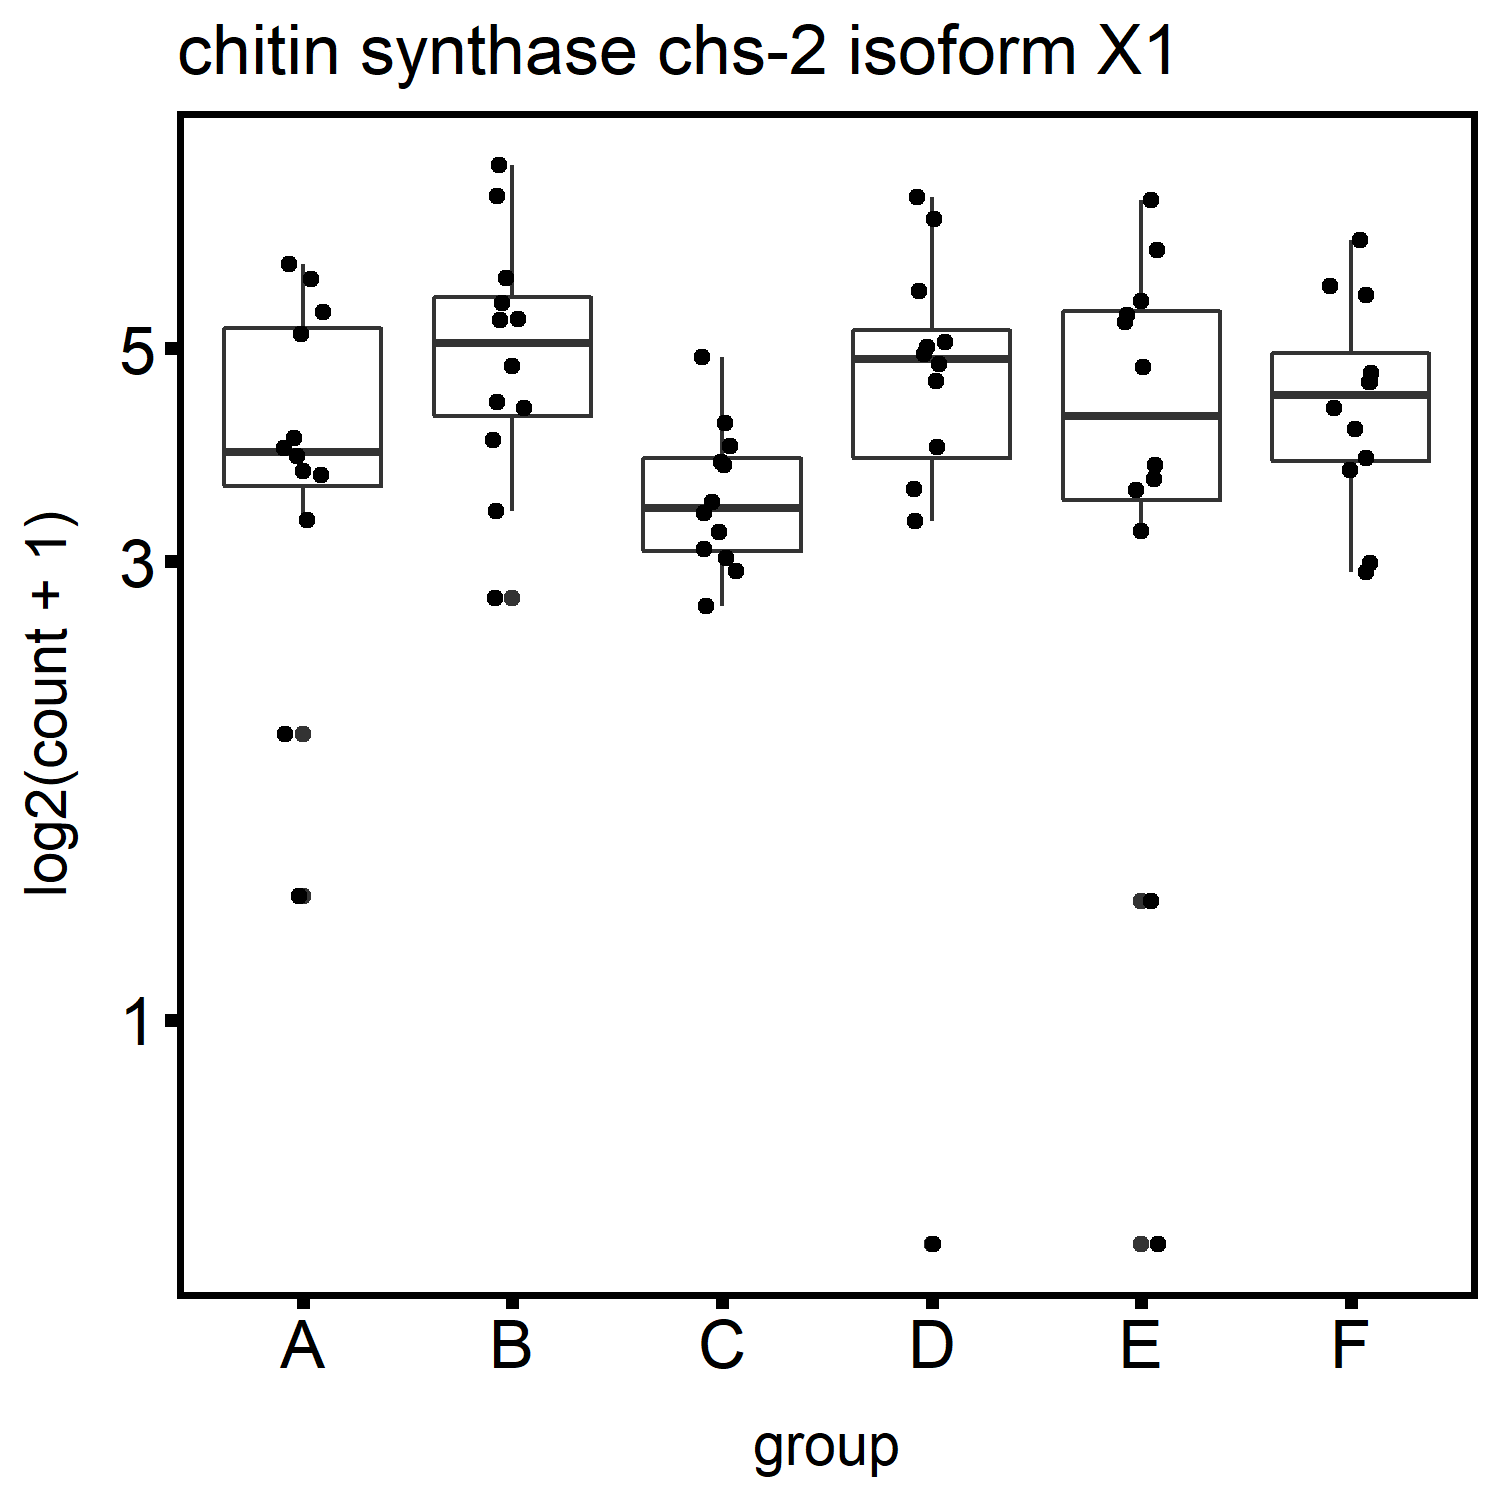 chitin synthase chs-2 isoform X1
log2(count + 1)
5
3
1
A B C D E F
group